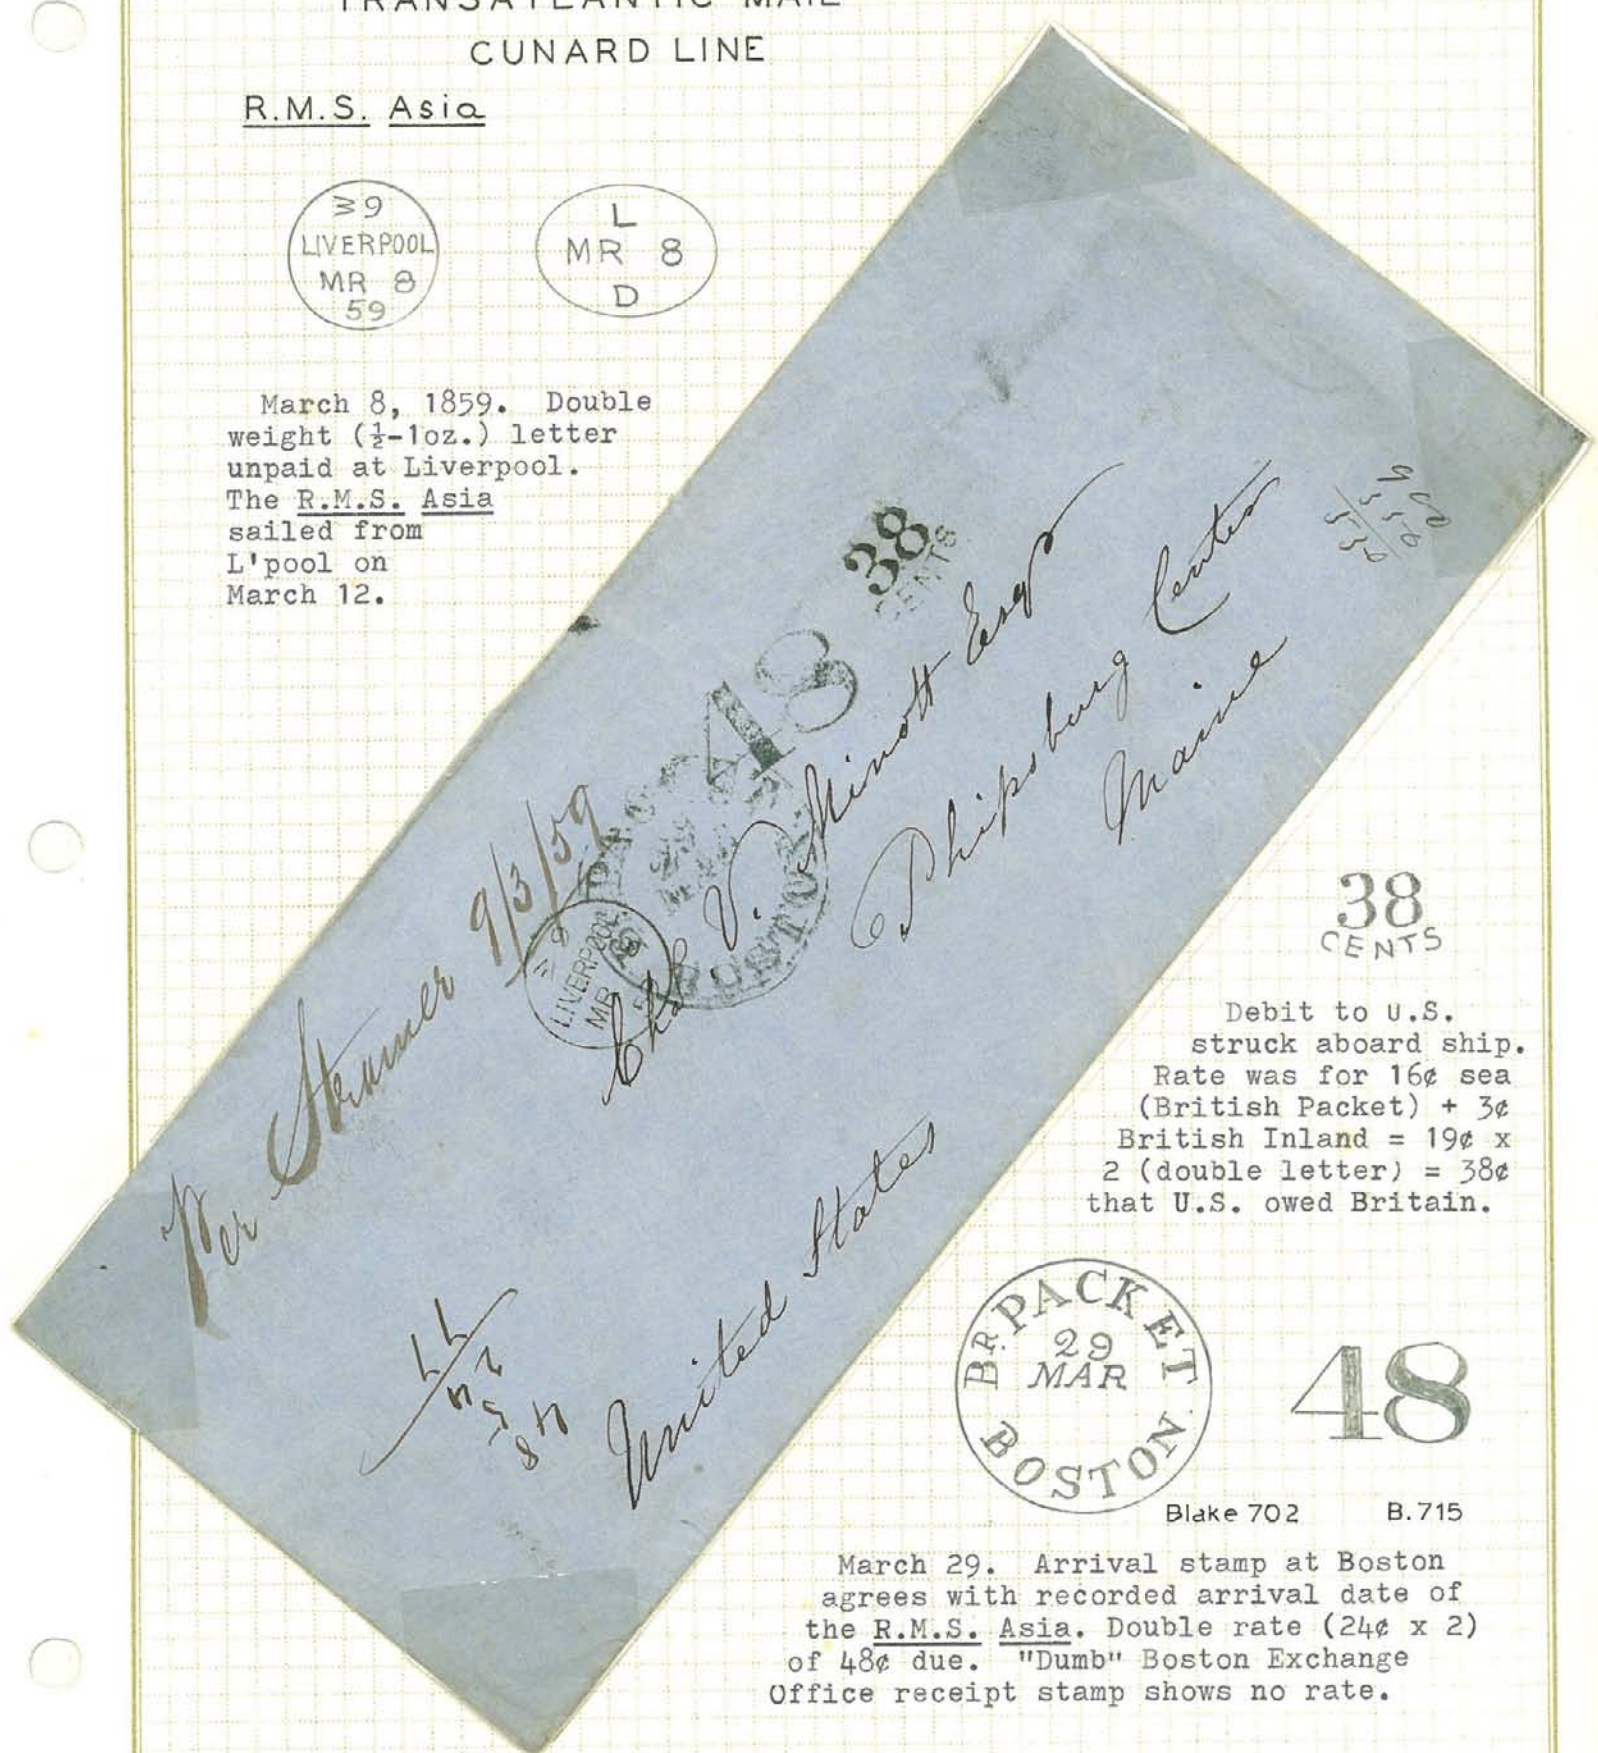 TRANSATLANTIC MAIL
CUNARD LINE
R.M.S. Asia
39
LIVERPOOL
MR 8
59
L
MR 8
D
March 8, 1859. Double
weight (½-1oz.) letter
unpaid at Liverpool.
The R.M.S. Asia
sailed from
L'pool on
March 12.
38
CENTS
48
Per Steamer 9/3/59
LIVERPOOL
MR
BOSTON
Chas V. Minott Esqr
Phipsburg Center
Maine
United States
38
CENTS
Debit to U.S.
struck aboard ship.
Rate was for 16¢ sea
(British Packet) + 3¢
British Inland = 19¢ x
2 (double letter) = 38¢
that U.S. owed Britain.
BR. PACKET
29
MAR
BOSTON
48
Blake 702 B.715
March 29. Arrival stamp at Boston
agrees with recorded arrival date of
the R.M.S. Asia. Double rate (24¢ x 2)
of 48¢ due. "Dumb" Boston Exchange
Office receipt stamp shows no rate.